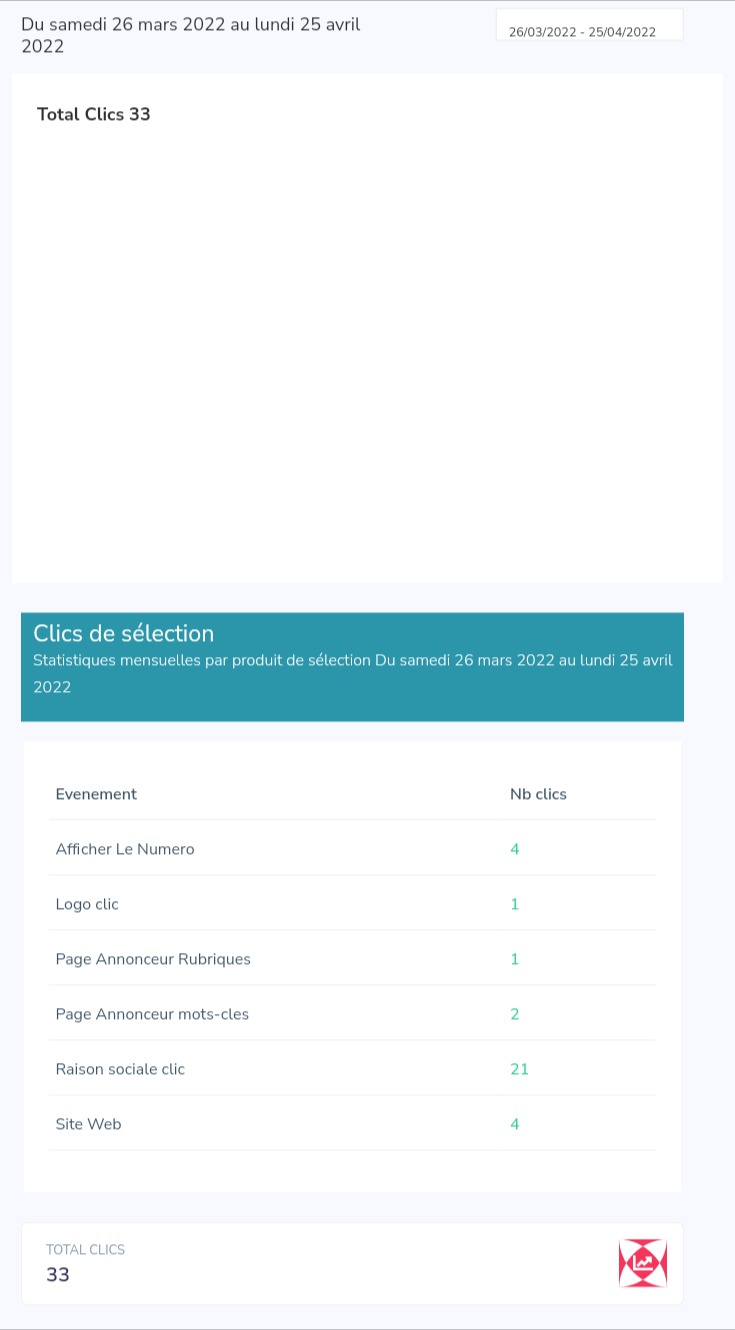 Du samedi 26 mars 2022 au lundi 25 avril
2022
26/03/2022 - 25/04/2022
Total Clics 33
Clics de sélection
Statistiques mensuelles par produit de sélection Du samedi 26 mars 2022 au lundi 25 avril
2022
Evenement Nb clics
Afficher Le Numero 4
Logo clic 1
Page Annonceur Rubriques 1
Page Annonceur mots-cles 2
Raison sociale clic 21
Site Web 4
TOTAL CLICS
33